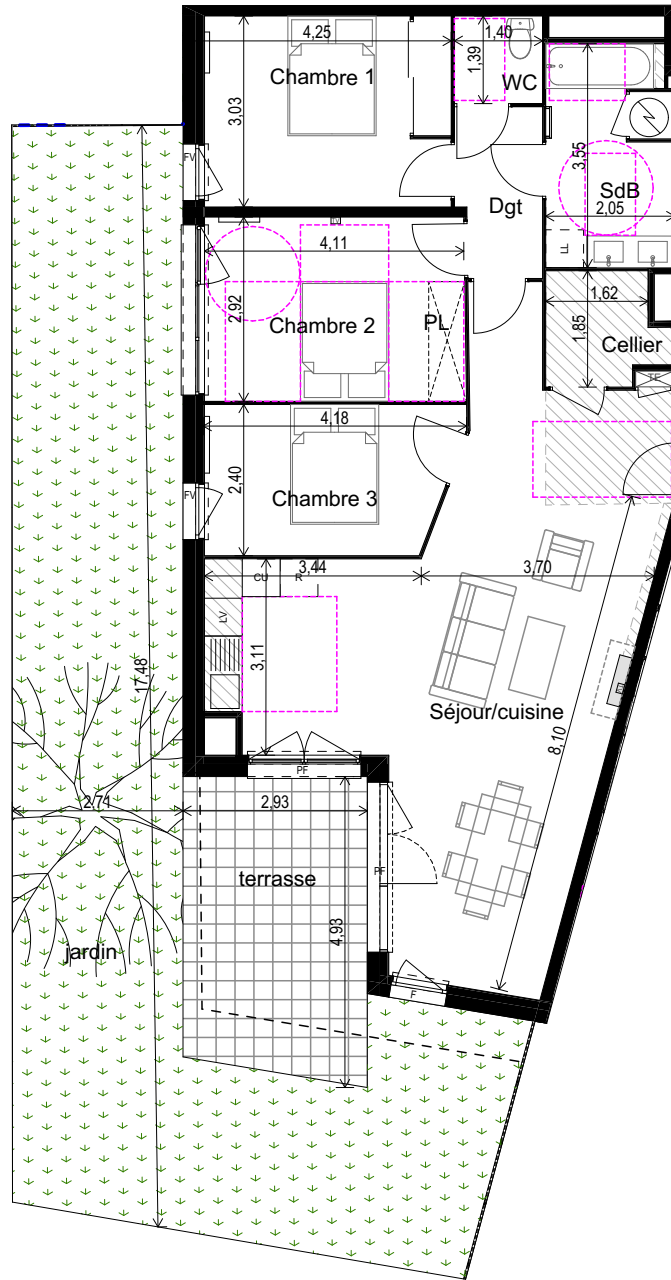 4,25
1,40
Chambre 1
1,39
WC
3,03
3,55
FV
Dgt
SdB
2,05
LL
4,11
2,92
Chambre 2
PL
1,62
1,85
Cellier
4,18
2,40
Chambre 3
FV
3,44
CU
R
3,70
LV
3,11
17,48
Séjour/cuisine
8,10
PF
2,71
2,93
terrasse
PF
4,93
jardin
F